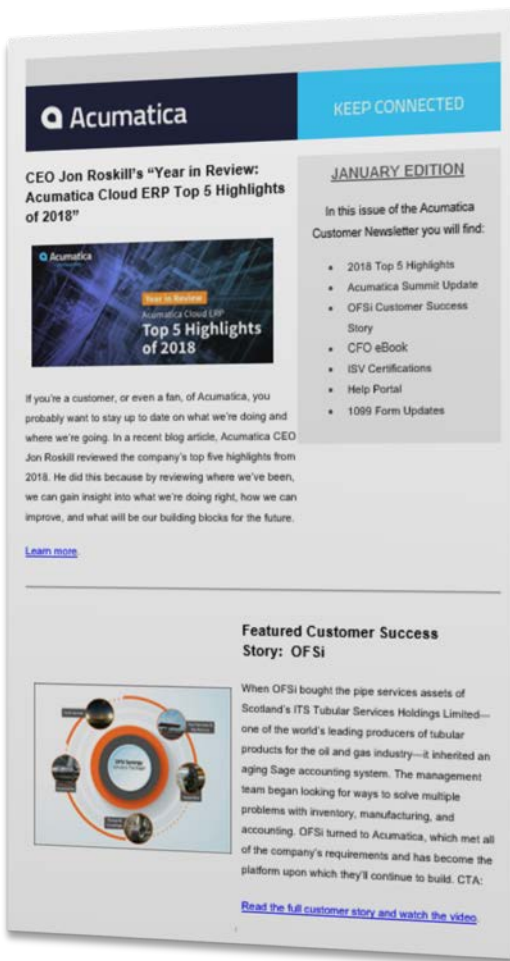 Acumatica
KEEP CONNECTED
CEO Jon Roskill's “Year in Review:
Acumatica Cloud ERP Top 5 Highlights
of 2018”
Acumatica
Year in Review
Acumatica Cloud ERP
Top 5 Highlights
of 2018
If you're a customer, or even a fan, of Acumatica, you
probably want to stay up to date on what we're doing and
where we're going. In a recent blog article, Acumatica CEO
Jon Roskill reviewed the company's top five highlights from
2018. He did this because by reviewing where we've been,
we can gain insight into what we're doing right, how we can
improve, and what will be our building blocks for the future.
Learn more.
JANUARY EDITION
In this issue of the Acumatica
Customer Newsletter you will find:
• 2018 Top 5 Highlights
• Acumatica Summit Update
• OFSi Customer Success
Story
• CFO eBook
• ISV Certifications
• Help Portal
• 1099 Form Updates
Featured Customer Success
Story: OFSi
When OFSi bought the pipe services assets of
Scotland's ITS Tubular Services Holdings Limited—
one of the world's leading producers of tubular
products for the oil and gas industry—it inherited an
aging Sage accounting system. The management
team began looking for ways to solve multiple
problems with inventory, manufacturing, and
accounting. OFSi turned to Acumatica, which met all
of the company's requirements and has become the
platform upon which they'll continue to build. CTA:
Read the full customer story and watch the video.